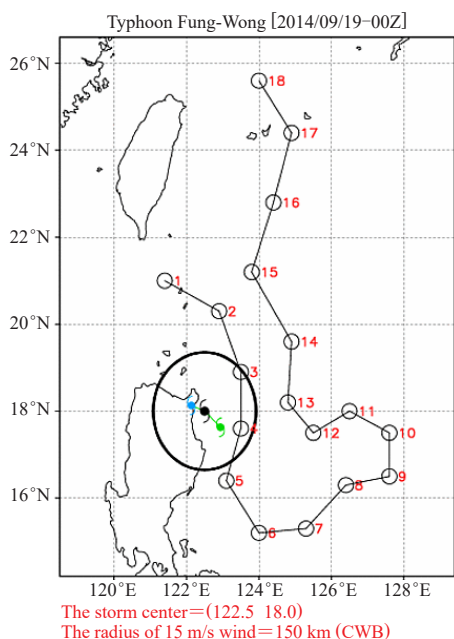 Typhoon Fung-Wong [2014/09/19-00Z]
26°N
24°N
22°N
20°N
18°N
16°N
18
17
16
15
1
2
14
3
13
11
4
12
10
5
9
8
7
6
120°E 122°E 124°E 126°E 128°E
The storm center=(122.5 18.0)
The radius of 15 m/s wind=150 km (CWB)